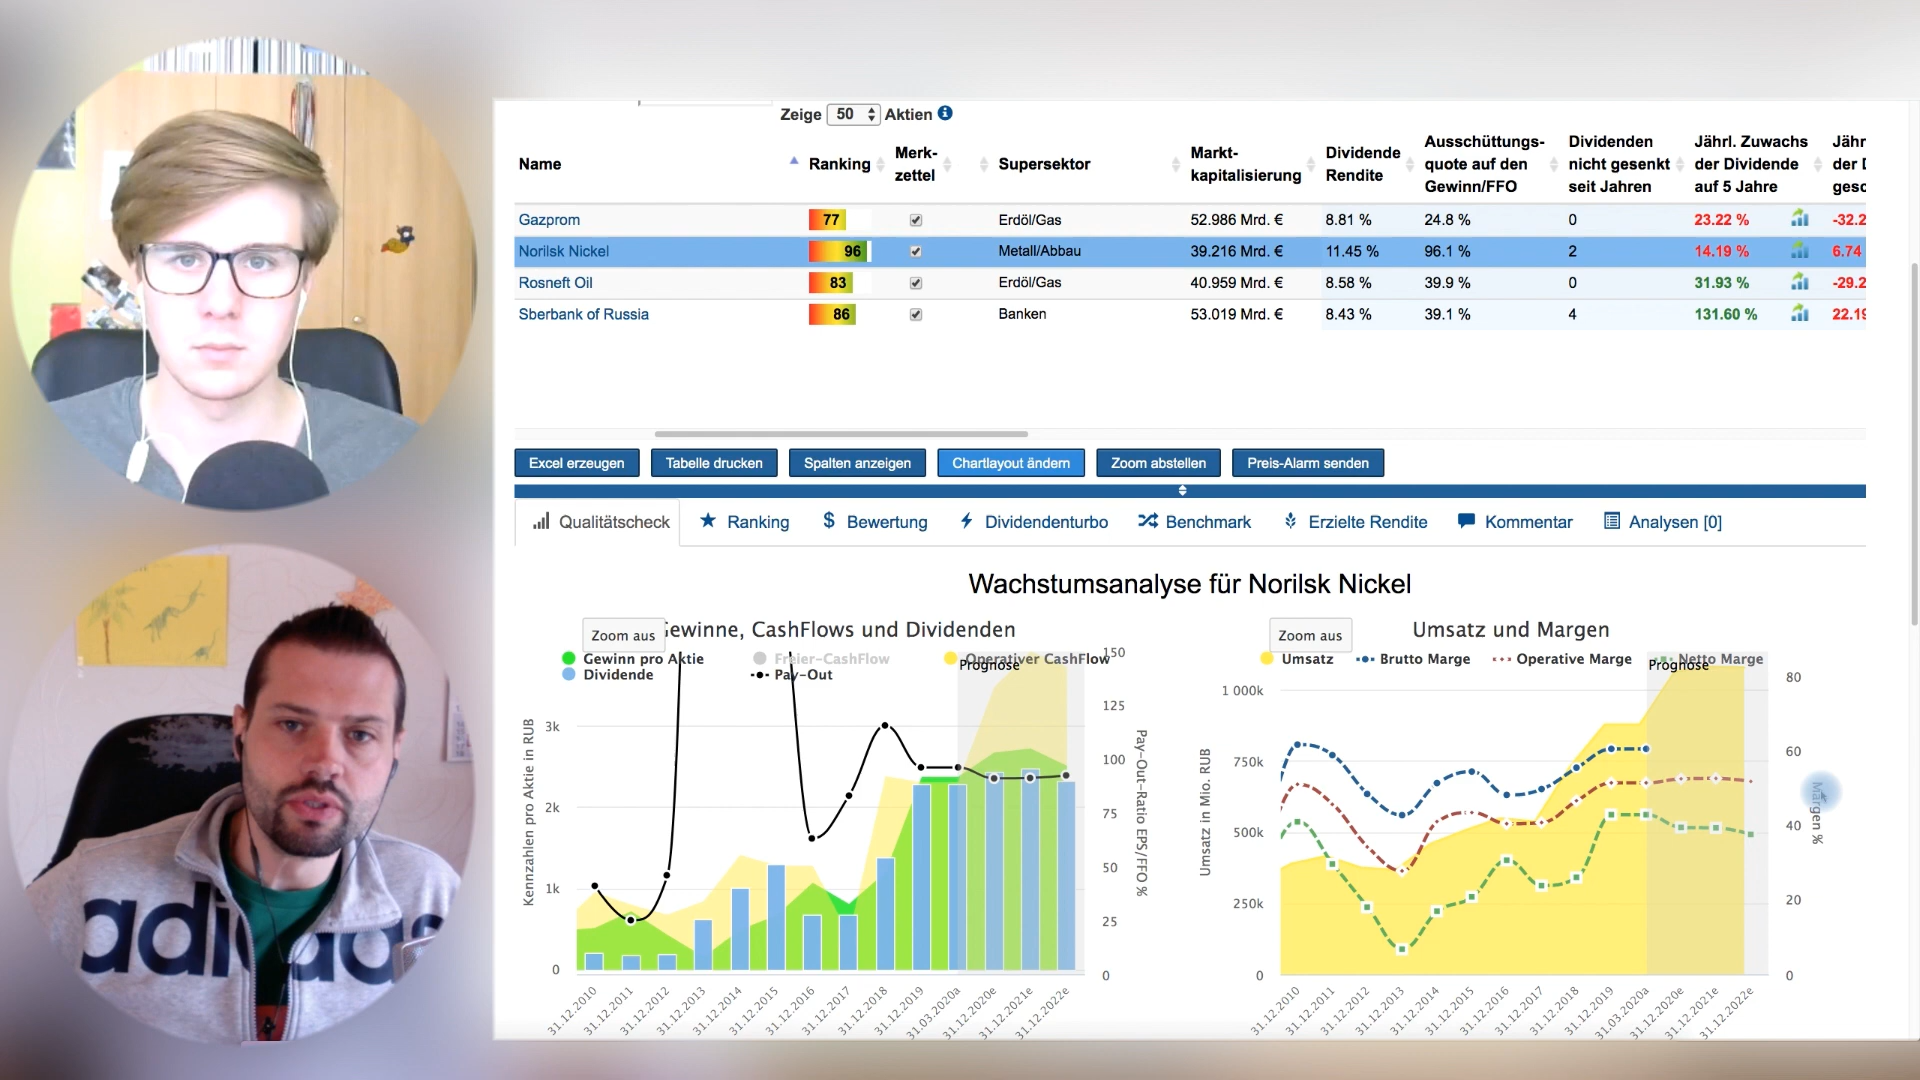 Zeige 50 Aktien
Name Ranking Merk-zettel Supersektor Markt-kapitalisierung Dividende Rendite Ausschüttungs-quote auf den Gewinn/FFO Dividenden nicht gesenkt seit Jahren Jährl. Zuwachs der Dividende auf 5 Jahre
Gazprom 77 Erdöl/Gas 52.986 Mrd. € 8.81 % 24.8 % 0 23.22 % -32.2
Norilsk Nickel 96 Metall/Abbau 39.216 Mrd. € 11.45 % 96.1 % 2 14.19 % 6.74
Rosneft Oil 83 Erdöl/Gas 40.959 Mrd. € 8.58 % 39.9 % 0 31.93 % -29.2
Sberbank of Russia 86 Banken 53.019 Mrd. € 8.43 % 39.1 % 4 131.60 % 22.19
Excel erzeugen Tabelle drucken Spalten anzeigen Chartlayout ändern Zoom abstellen Preis-Alarm senden
Qualitätscheck Ranking Bewertung Dividendenturbo Benchmark Erzielte Rendite Kommentar Analysen [0]
Wachstumsanalyse für Norilsk Nickel
Zoom aus
Gewinne, CashFlows und Dividenden
Gewinn pro Aktie Freier-CashFlow Operativer CashFlow
Dividende Pay-Out
Prognose
Kennzahlen pro Aktie in RUB
3k
2k
1k
0
150
125
100
75
50
25
0
Pay-Out-Ratio EPS/FFO %
31.12.2010 31.12.2011 31.12.2012 31.12.2013 31.12.2014 31.12.2015 31.12.2016 31.12.2017 31.12.2018 31.12.2019 31.03.2020a 31.12.2020e 31.12.2021e 31.12.2022e
Zoom aus
Umsatz und Margen
Umsatz Brutto Marge Operative Marge Netto Marge
Prognose
Umsatz in Mio. RUB
1 000k
750k
500k
250k
0
80
60
40
20
0
Margen %
31.12.2010 31.12.2011 31.12.2012 31.12.2013 31.12.2014 31.12.2015 31.12.2016 31.12.2017 31.12.2018 31.12.2019 31.03.2020a 31.12.2020e 31.12.2021e 31.12.2022e
adidas